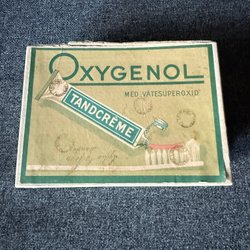 OXYGENOL
MED VÄTESUPEROXID
TANDCRÈME